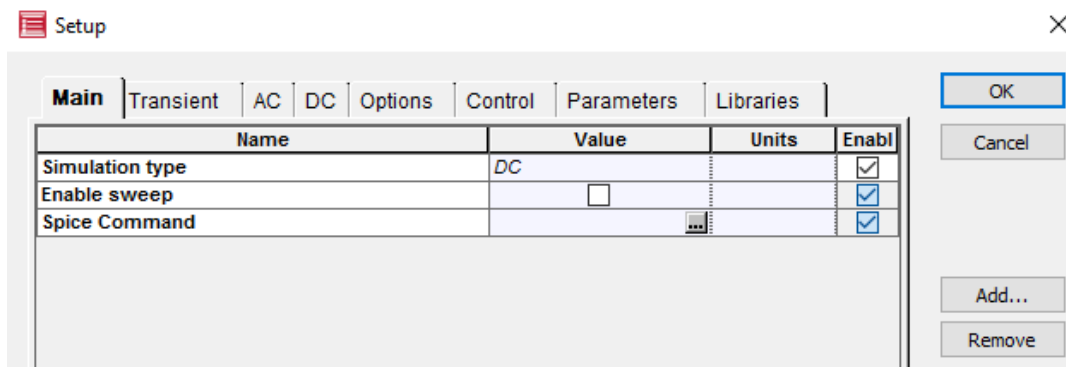 Setup
Main Transient AC DC Options Control Parameters Libraries
OK
Name Value Units Enabl
Cancel
Simulation type DC
Enable sweep
Spice Command ...
Add...
Remove